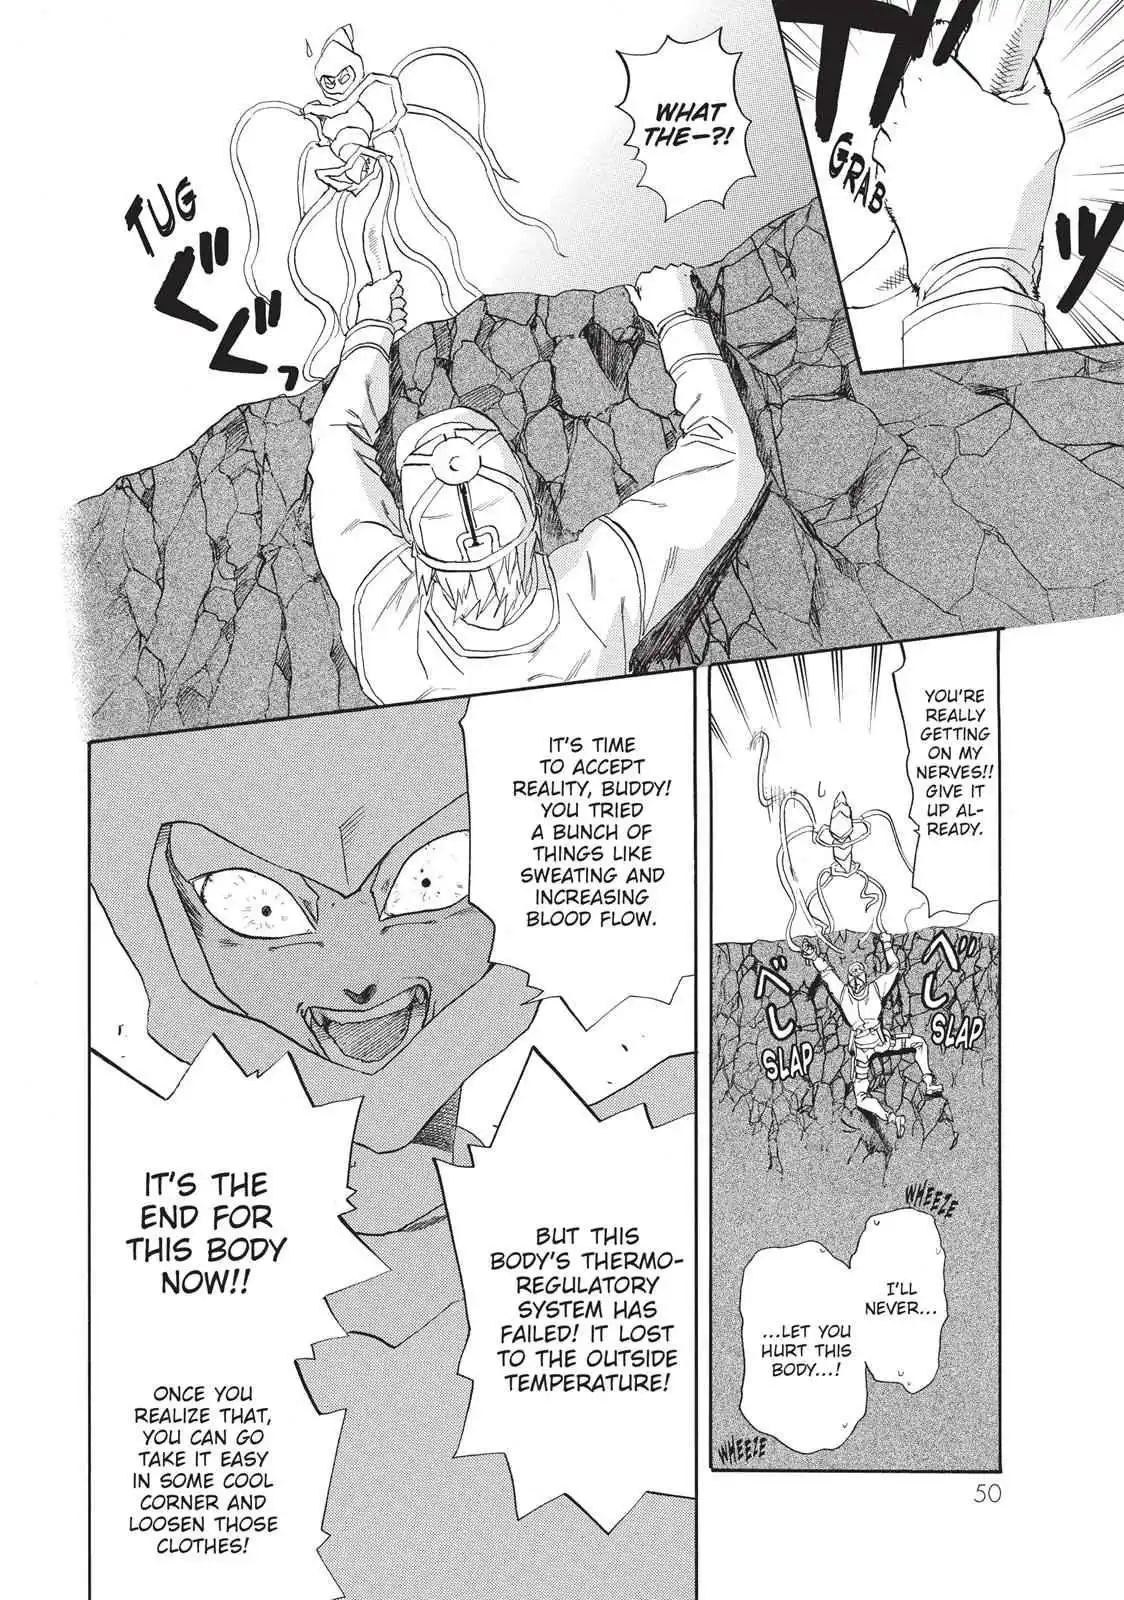 ガ
ッ
GRAB
WHAT
THE—?!
TUG
ぐ
ぐっ
YOU'RE
REALLY
GETTING
ON MY
NERVES!!
GIVE IT
UP AL-
READY.
べし
SLAP
べし
SLAP
WHEEZE
I'LL
NEVER...
...LET YOU
HURT THIS
BODY...!
WHEEZE
IT'S TIME
TO ACCEPT
REALITY, BUDDY!
YOU TRIED
A BUNCH OF
THINGS LIKE
SWEATING AND
INCREASING
BLOOD FLOW.
BUT THIS
BODY'S THERMO-
REGULATORY
SYSTEM HAS
FAILED! IT LOST
TO THE OUTSIDE
TEMPERATURE!
IT'S THE
END FOR
THIS BODY
NOW!!
ONCE YOU
REALIZE THAT,
YOU CAN GO
TAKE IT EASY
IN SOME COOL
CORNER AND
LOOSEN THOSE
CLOTHES!
50